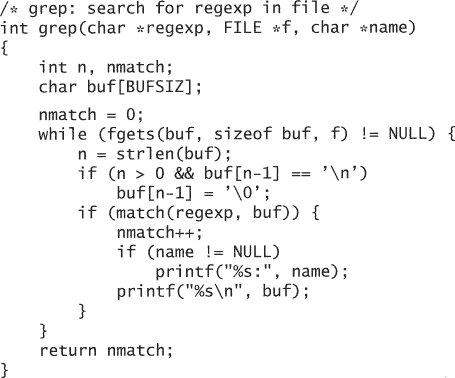 /* grep: search for regexp in file */
int grep(char *regexp, FILE *f, char *name)
{
    int n, nmatch;
    char buf[BUFSIZ];
    nmatch = 0;
    while (fgets(buf, sizeof buf, f) != NULL) {
        n = strlen(buf);
        if (n > 0 && buf[n-1] == '\n')
            buf[n-1] = '\0';
        if (match(regexp, buf)) {
            nmatch++;
            if (name != NULL)
                printf("%s:", name);
            printf("%s\n", buf);
        }
    }
    return nmatch;
}